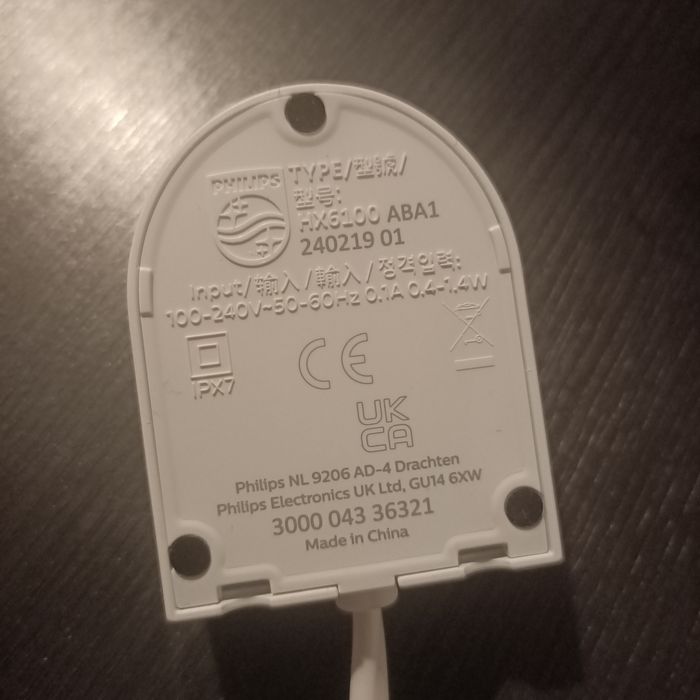 PHILIPS
TYPE/型號/
型号:
HX6100 ABA1
240219 01
Input/输入/輸入/정격입력:
100-240V~50-60Hz 0.1A 0.4-1.4W
IPX7
CE
UK
CA
Philips NL 9206 AD-4 Drachten
Philips Electronics UK Ltd, GU14 6XW
3000 043 36321
Made in China